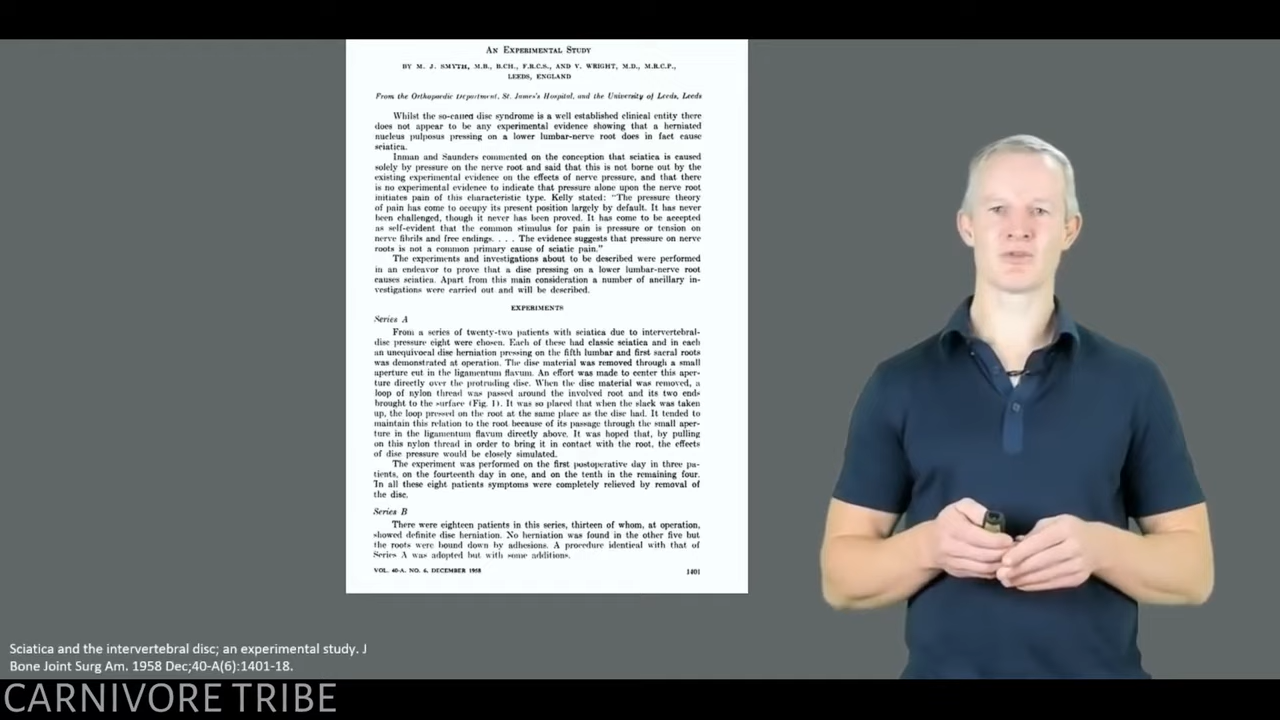 AN EXPERIMENTAL STUDY
BY M. J. SMYTH, M.B., B.CH., F.R.C.S., AND V. WRIGHT, M.D., M.R.C.P.,
LEEDS, ENGLAND
From the Orthopaedic Department, St. James's Hospital, and the University of Leeds, Leeds
Whilst the so-called disc syndrome is a well established clinical entity there
does not appear to be any experimental evidence showing that a herniated
nucleus pulposus pressing on a lower lumbar-nerve root does in fact cause
sciatica.
Inman and Saunders commented on the conception that sciatica is caused
solely by pressure on the nerve root and said that this is not borne out by the
existing experimental evidence on the effects of nerve pressure, and that there
is no experimental evidence to indicate that pressure alone upon the nerve root
initiates pain of this characteristic type. Kelly stated: "The pressure theory
of pain has come to occupy its present position largely by default. It has never
been challenged, though it never has been proved. It has come to be accepted
as self-evident that the common stimulus for pain is pressure or tension on
nerve fibrils and free endings. . . . The evidence suggests that pressure on nerve
roots is not a common primary cause of sciatic pain."
The experiments and investigations about to be described were performed
in an endeavor to prove that a disc pressing on a lower lumbar-nerve root
causes sciatica. Apart from this main consideration a number of ancillary in-
vestigations were carried out and will be described.
EXPERIMENTS
Series A
From a series of twenty-two patients with sciatica due to intervertebral-
disc pressure eight were chosen. Each of these had classic sciatica and in each
an unequivocal disc herniation pressing on the fifth lumbar and first sacral roots
was demonstrated at operation. The disc material was removed through a small
aperture cut in the ligamentum flavum. An effort was made to center this aper-
ture directly over the protruding disc. When the disc material was removed, a
loop of nylon thread was passed around the involved root and its two ends
brought to the surface (Fig. 1). It was so placed that when the slack was taken
up, the loop pressed on the root at the same place as the disc had. It tended to
maintain this relation to the root because of its passage through the small aper-
ture in the ligamentum flavum directly above. It was hoped that, by pulling
on this nylon thread in order to bring it in contact with the root, the effects
of disc pressure would be closely simulated.
The experiment was performed on the first postoperative day in three pa-
tients, on the fourteenth day in one, and on the tenth in the remaining four.
In all these eight patients symptoms were completely relieved by removal of
the disc.
Series B
There were eighteen patients in this series, thirteen of whom, at operation,
showed definite disc herniation. No herniation was found in the other five but
the roots were bound down by adhesions. A procedure identical with that of
Series A was adopted but with some additions.
VOL. 40-A, NO. 6, DECEMBER 1958
1401
Sciatica and the intervertebral disc; an experimental study. J
Bone Joint Surg Am. 1958 Dec;40-A(6):1401-18.
CARNIVORE TRIBE